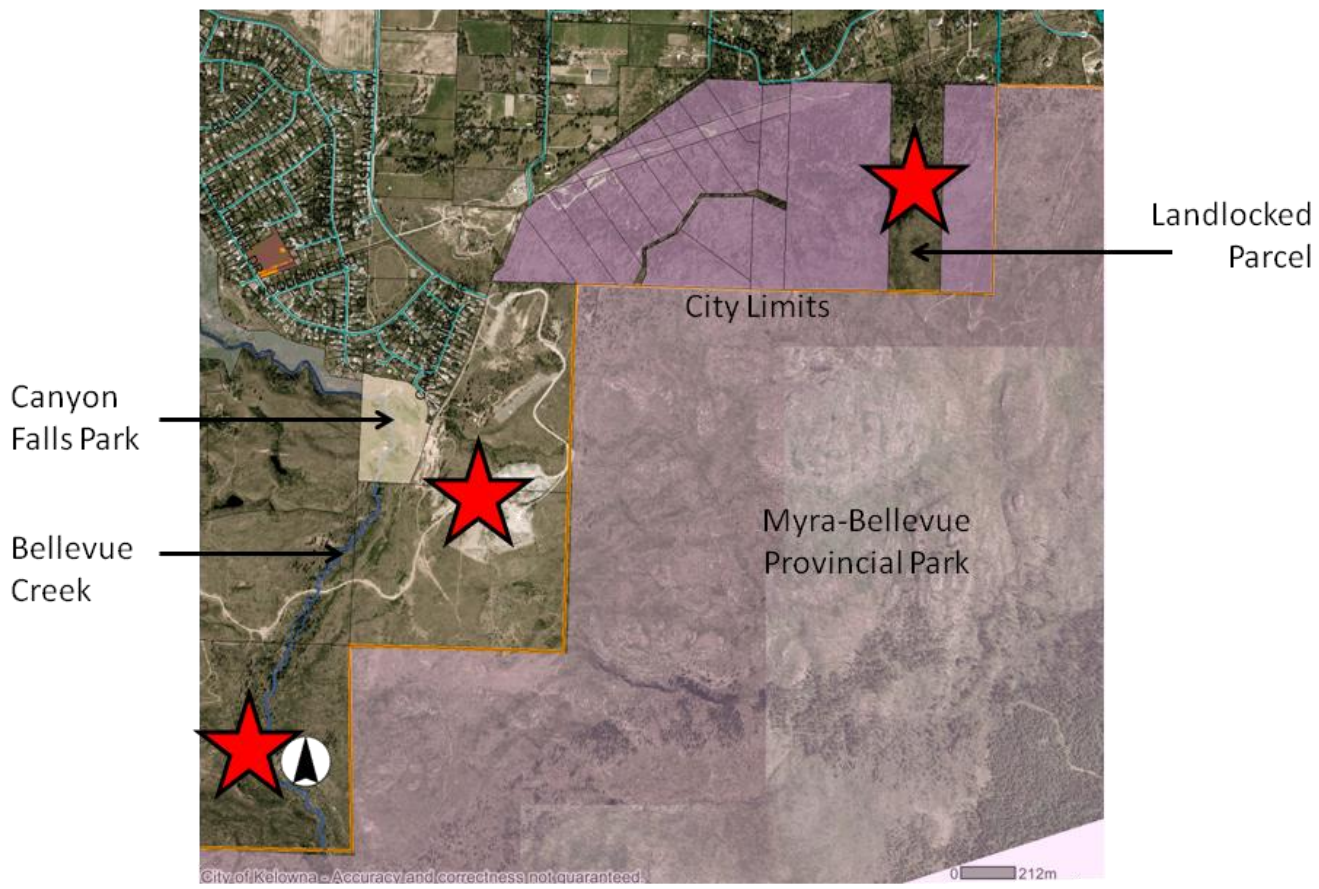 Landlocked
Parcel
City Limits
Canyon
Falls Park
Myra-Bellevue
Provincial Park
Bellevue
Creek
City of Kelowna - Accuracy and correctness not guaranteed.
0 212m